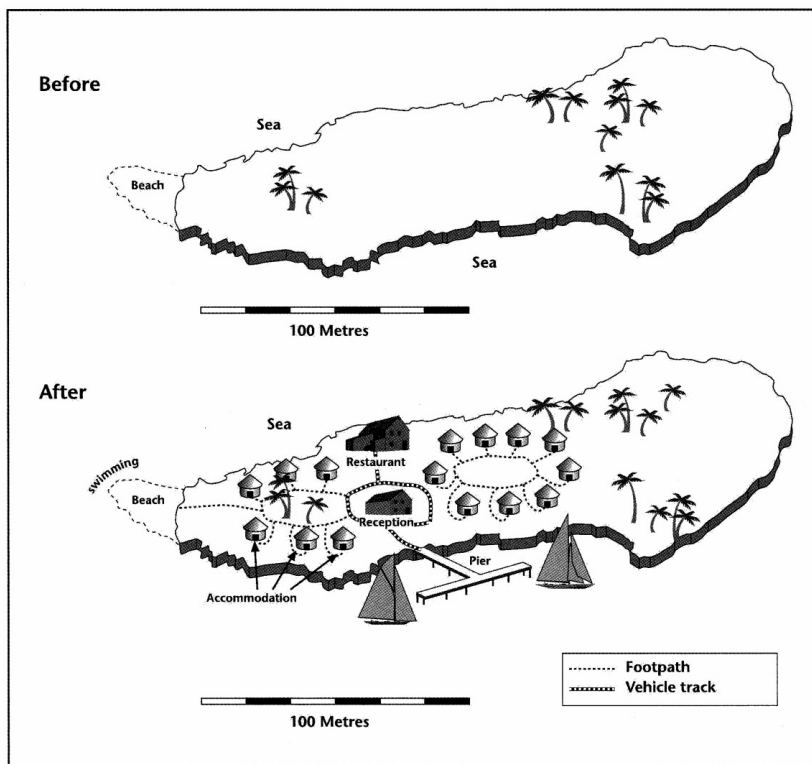 Before
Sea
Beach
Sea
100 Metres
After
Sea
swimming
Restaurant
Beach
Reception
Pier
Accommodation
Footpath
Vehicle track
100 Metres